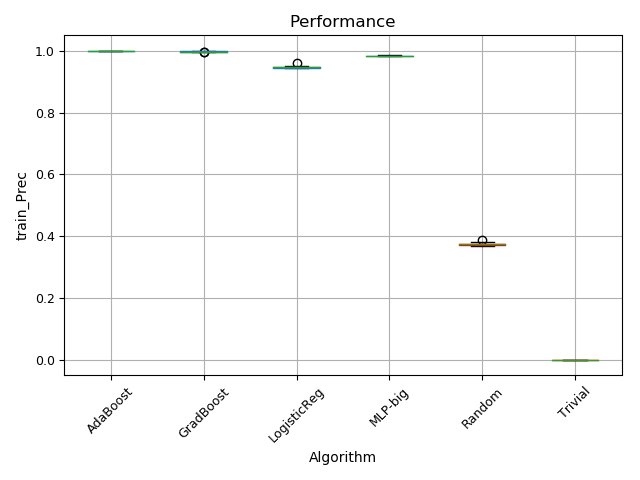 Performance
1.0
0.8
0.6
0.4
0.2
0.0
train_Prec
AdaBoost
GradBoost
LogisticReg
MLP-big
Random
Trivial
Algorithm